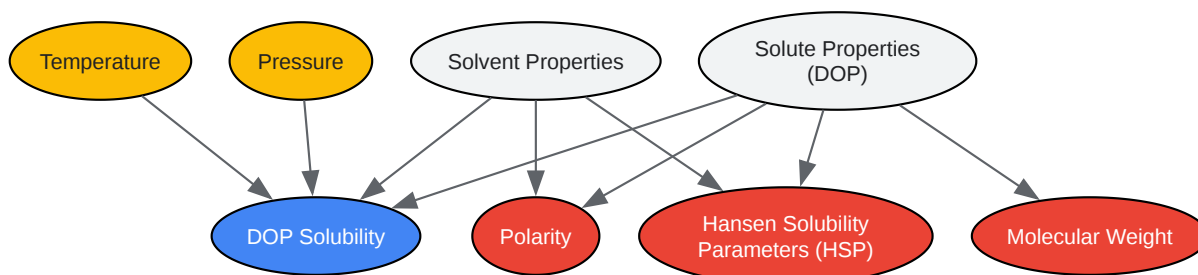 Temperature
Pressure
Solvent Properties
Solute Properties
(DOP)
DOP Solubility
Polarity
Hansen Solubility
Parameters (HSP)
Molecular Weight